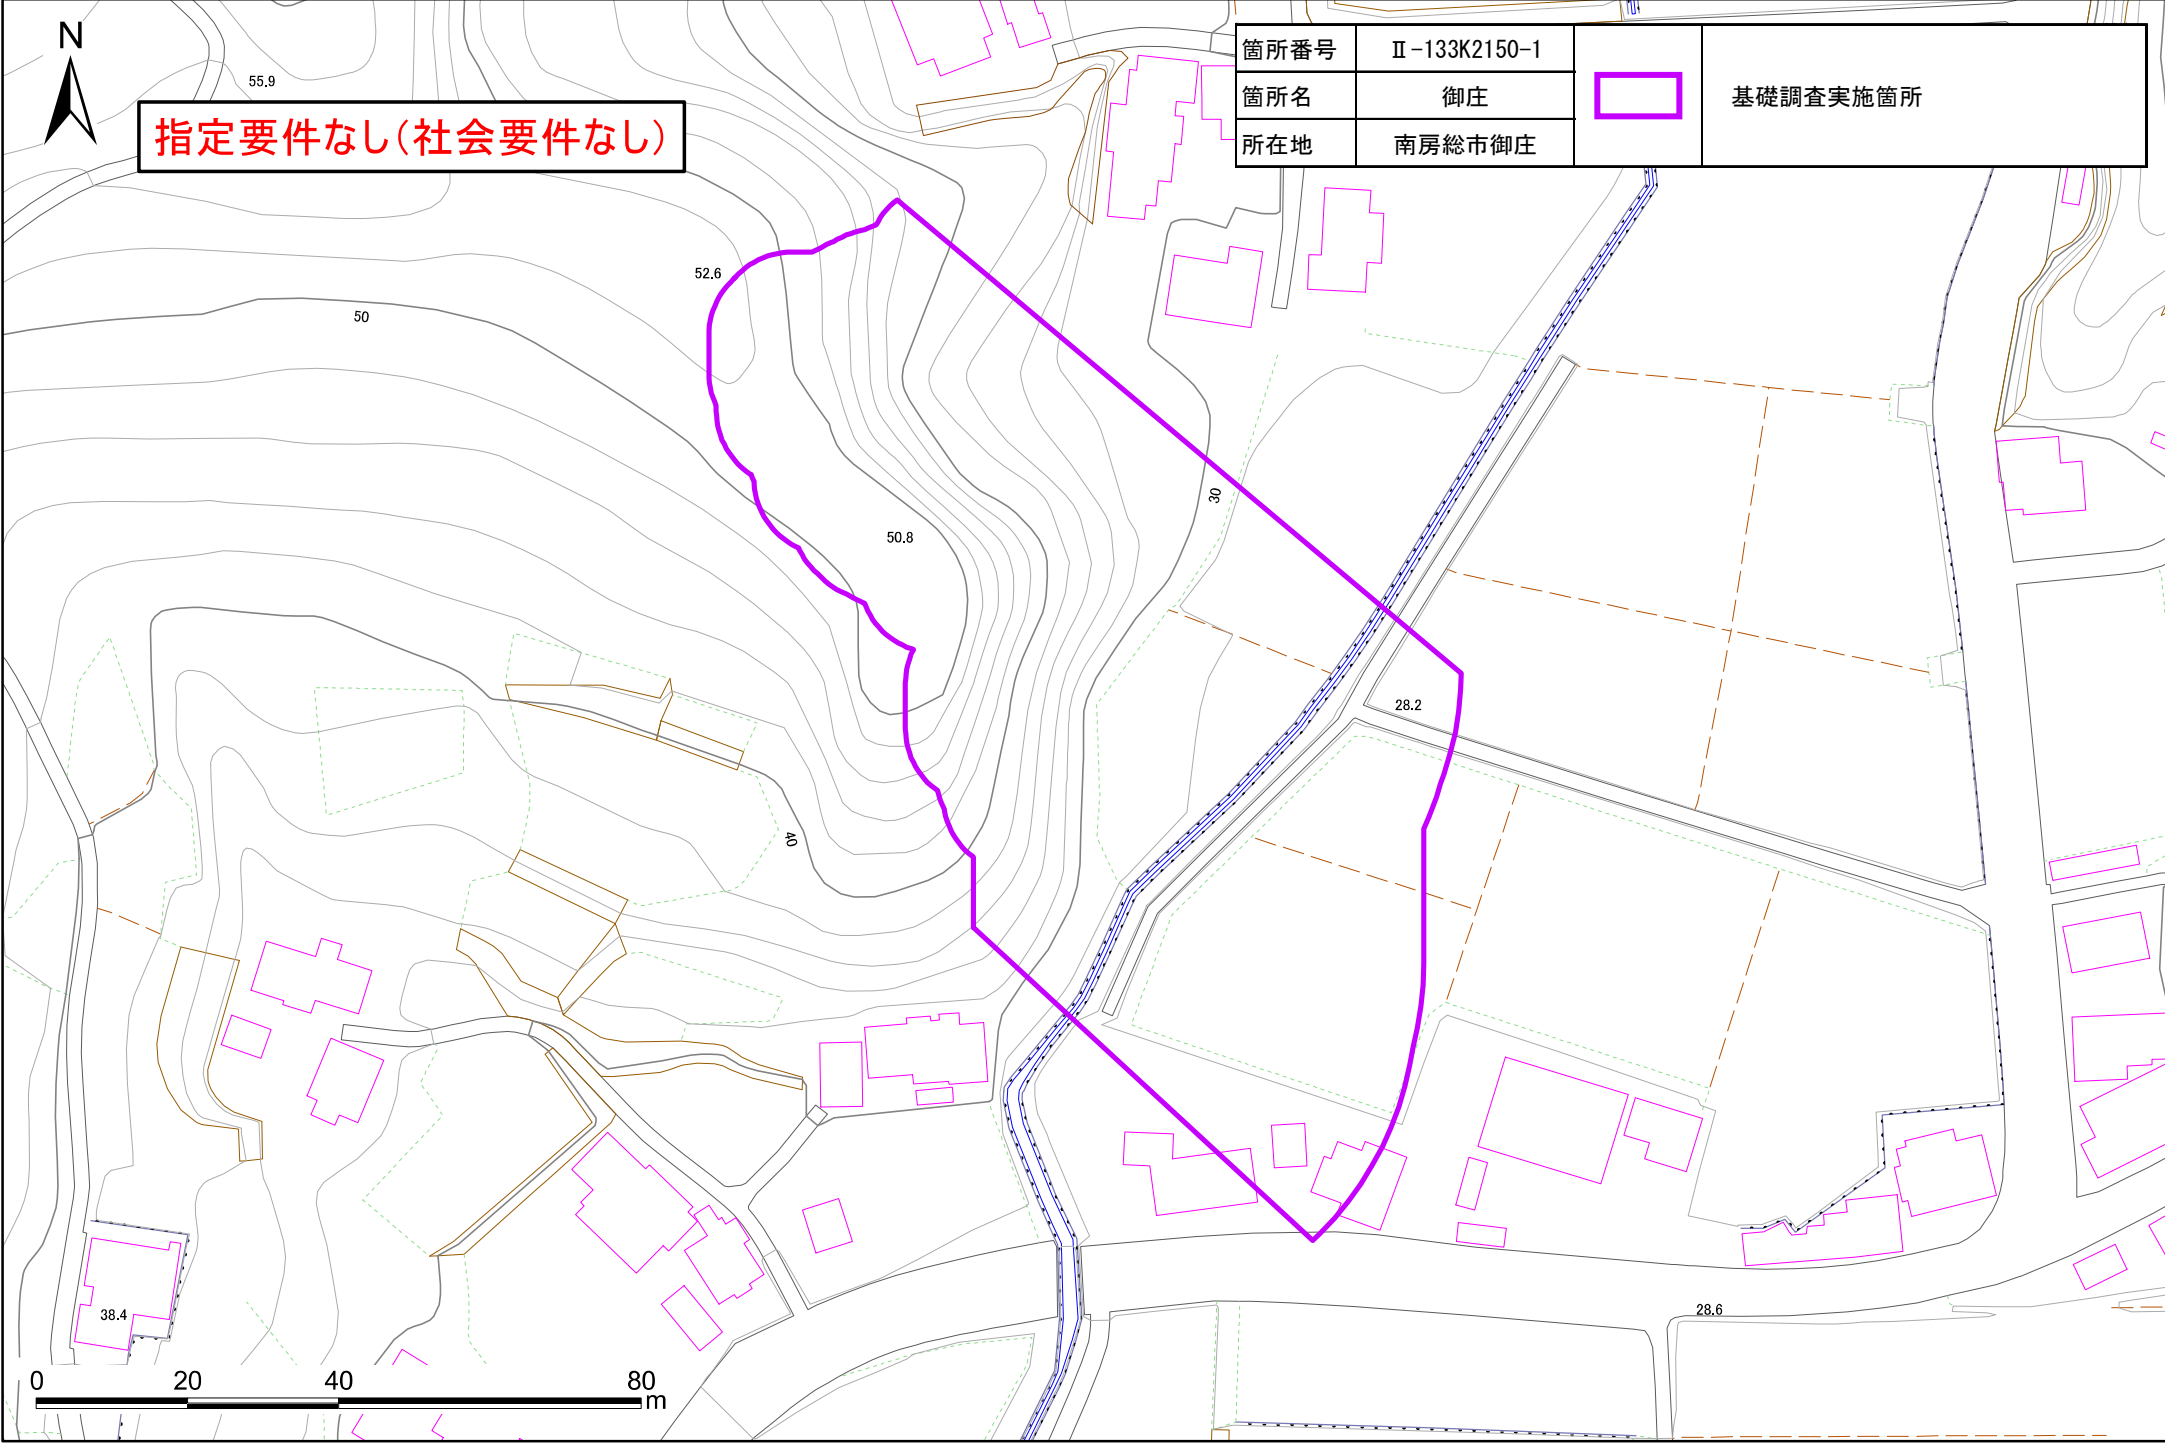 N
55.9
指定要件なし(社会要件なし)
箇所番号 Ⅱ-133K2150-1
箇所名 御庄
所在地 南房総市御庄
基礎調査実施箇所
52.6
50
30
50.8
28.2
40
38.4
28.6
0 20 40 80
m